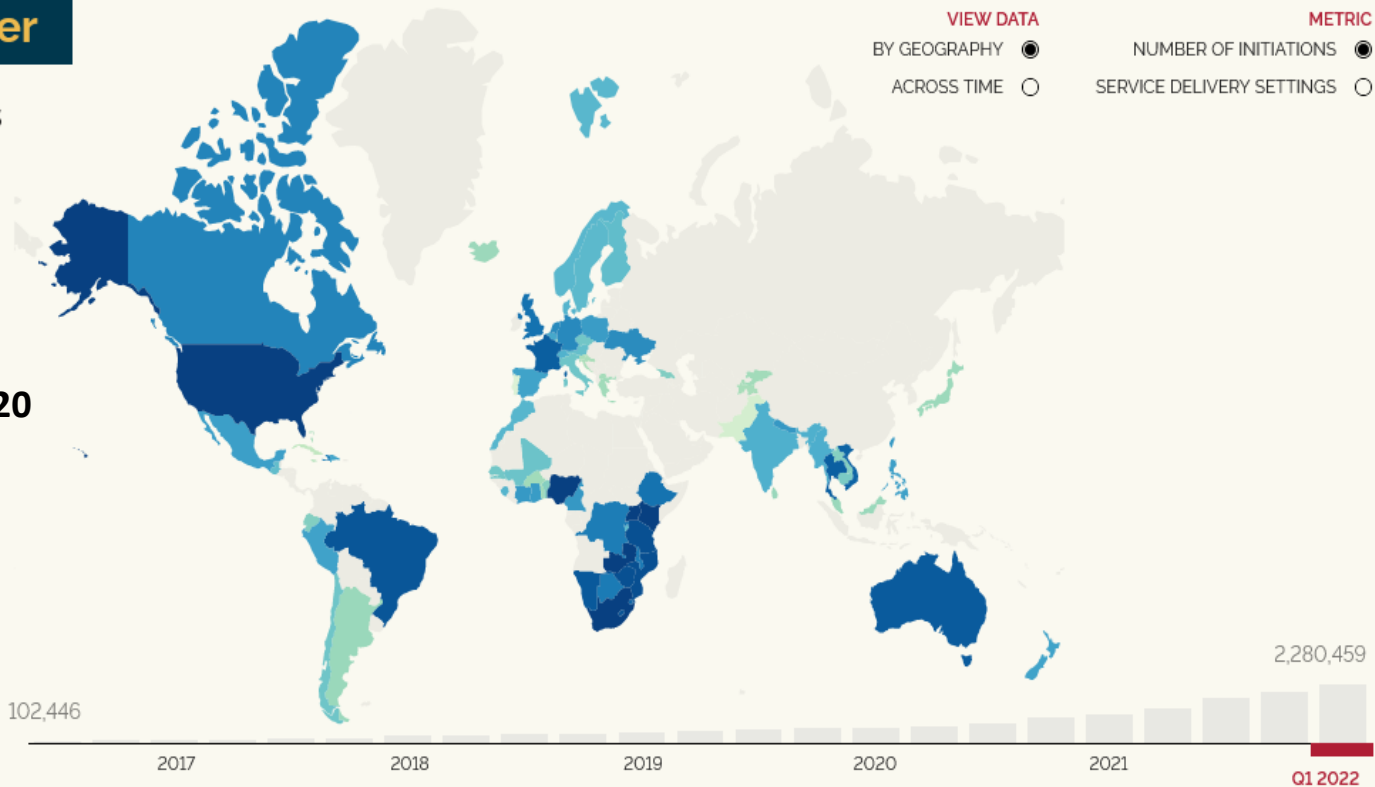 er
s
20
VIEW DATA
BY GEOGRAPHY
ACROSS TIME
METRIC
NUMBER OF INITIATIONS
SERVICE DELIVERY SETTINGS
102,446
2,280,459
2017 2018 2019 2020 2021
Q1 2022